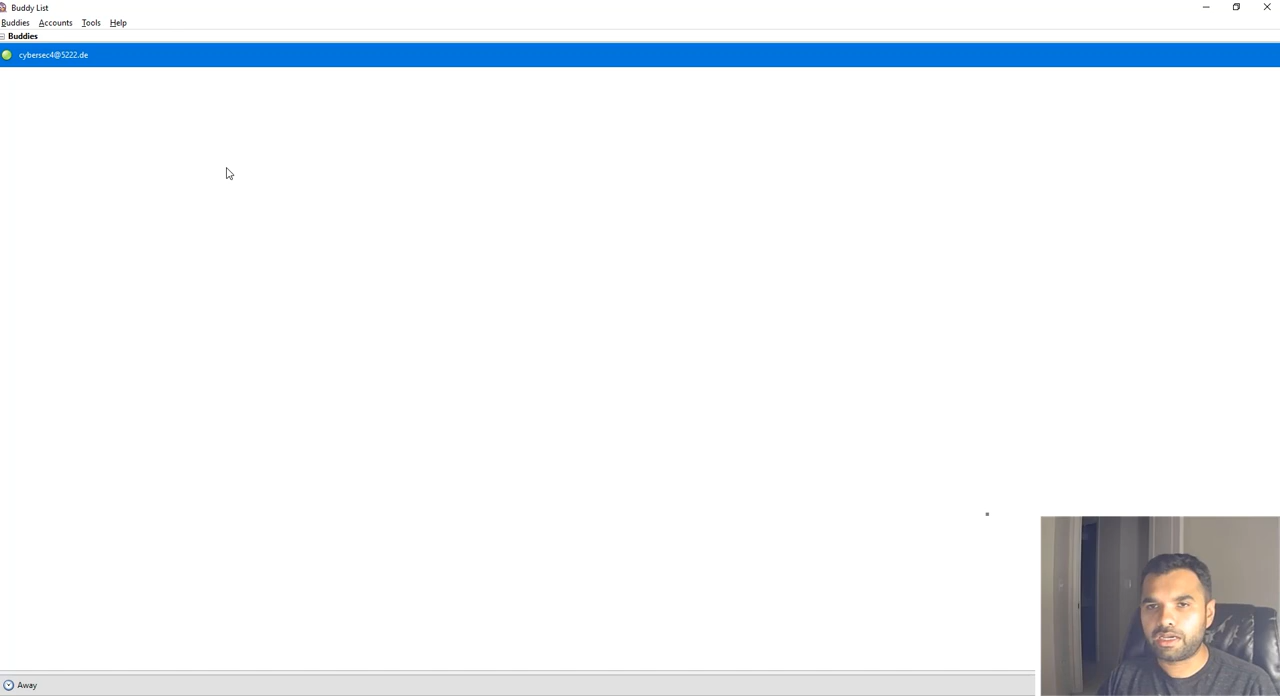 Buddy List
Buddies Accounts Tools Help
Buddies
cybersec4@5222.de
Away